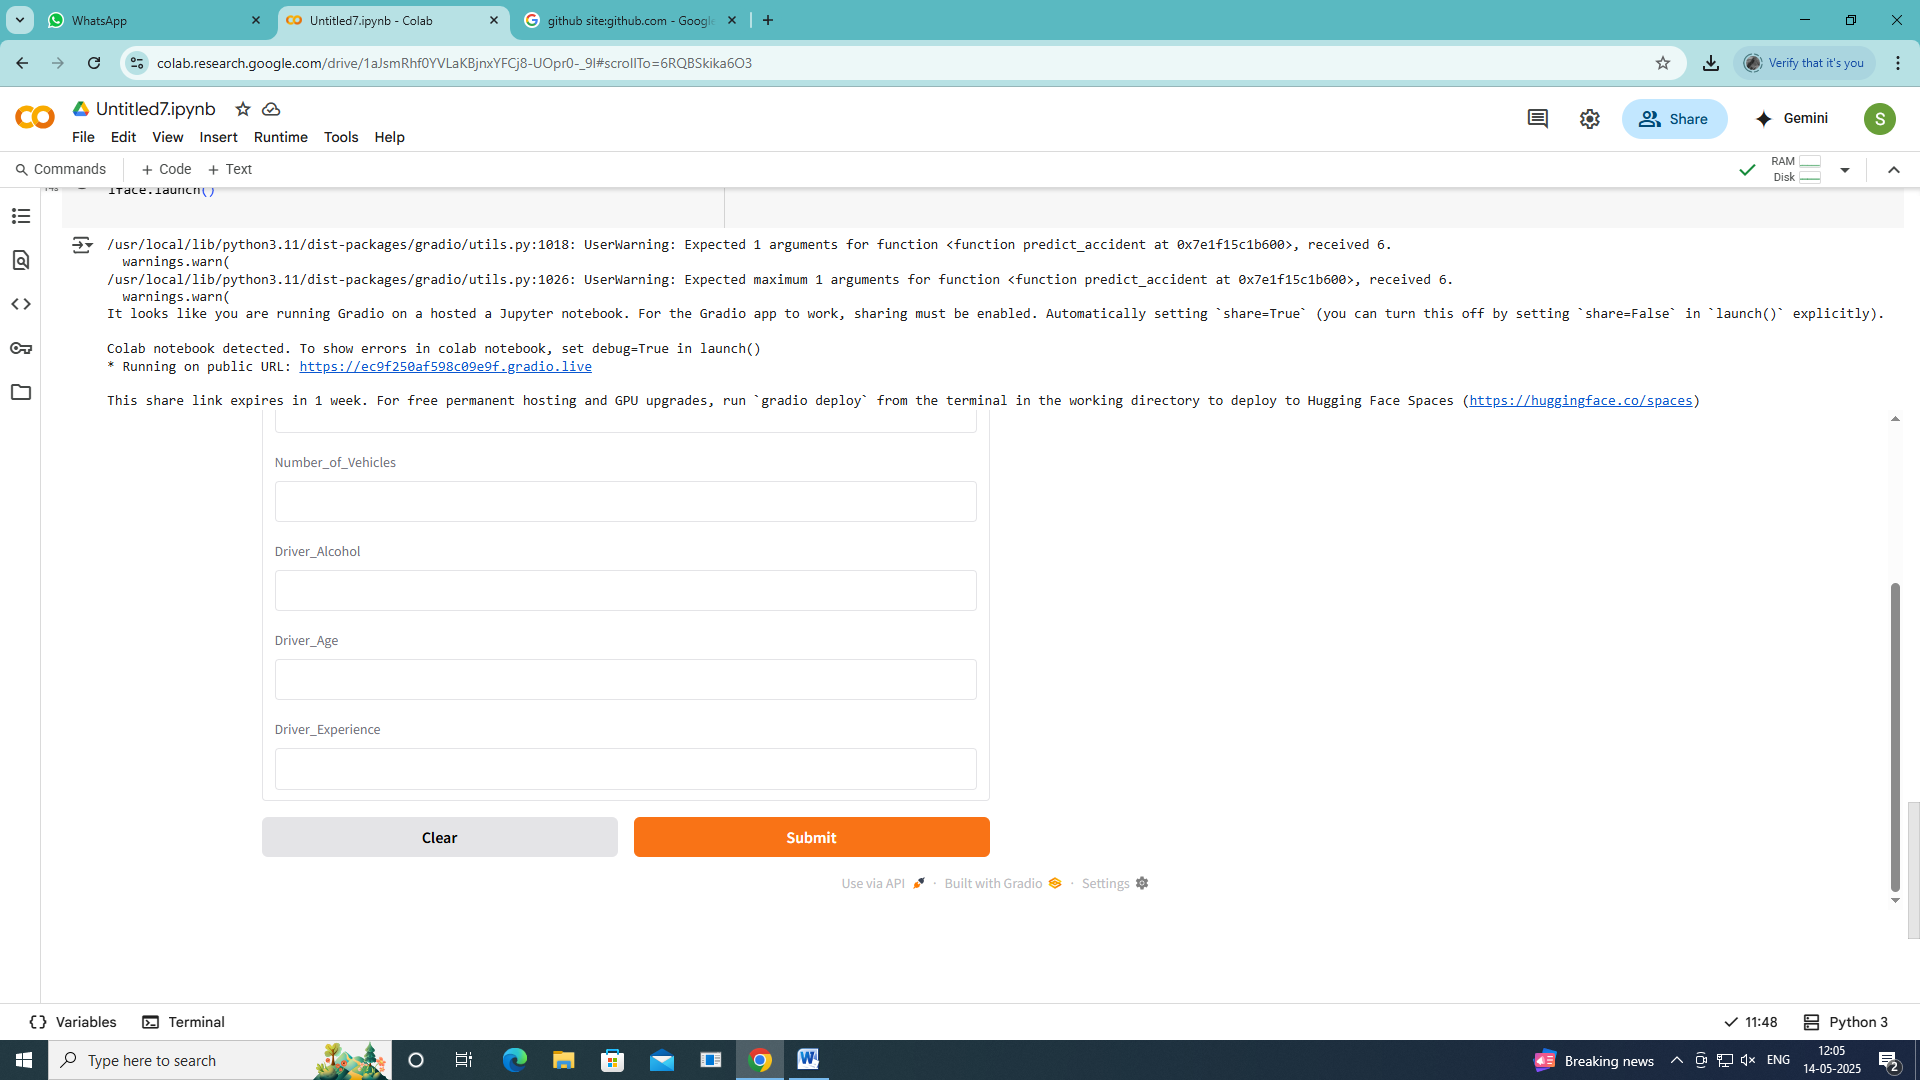 WhatsApp
Untitled7.ipynb - Colab
github site:github.com - Google
colab.research.google.com/drive/1aJsmRhf0YVLaKBjnxYFCj8-UOpr0-_9I#scrollTo=6RQBSkika6O3
Verify that it's you
Untitled7.ipynb
File Edit View Insert Runtime Tools Help
Share
Gemini
S
Commands
+ Code + Text
RAM
Disk
14s
iface.launch()
/usr/local/lib/python3.11/dist-packages/gradio/utils.py:1018: UserWarning: Expected 1 arguments for function <function predict_accident at 0x7e1f15c1b600>, received 6.
warnings.warn(
/usr/local/lib/python3.11/dist-packages/gradio/utils.py:1026: UserWarning: Expected maximum 1 arguments for function <function predict_accident at 0x7e1f15c1b600>, received 6.
warnings.warn(
It looks like you are running Gradio on a hosted a Jupyter notebook. For the Gradio app to work, sharing must be enabled. Automatically setting `share=True` (you can turn this off by setting `share=False` in `launch()` explicitly).
Colab notebook detected. To show errors in colab notebook, set debug=True in launch()
* Running on public URL: https://ec9f250af598c09e9f.gradio.live
This share link expires in 1 week. For free permanent hosting and GPU upgrades, run `gradio deploy` from the terminal in the working directory to deploy to Hugging Face Spaces (https://huggingface.co/spaces)
Number_of_Vehicles
Driver_Alcohol
Driver_Age
Driver_Experience
Clear
Submit
Use via API · Built with Gradio · Settings
Variables Terminal
11:48 Python 3
Type here to search
Breaking news
ENG
12:05
14-05-2025
2